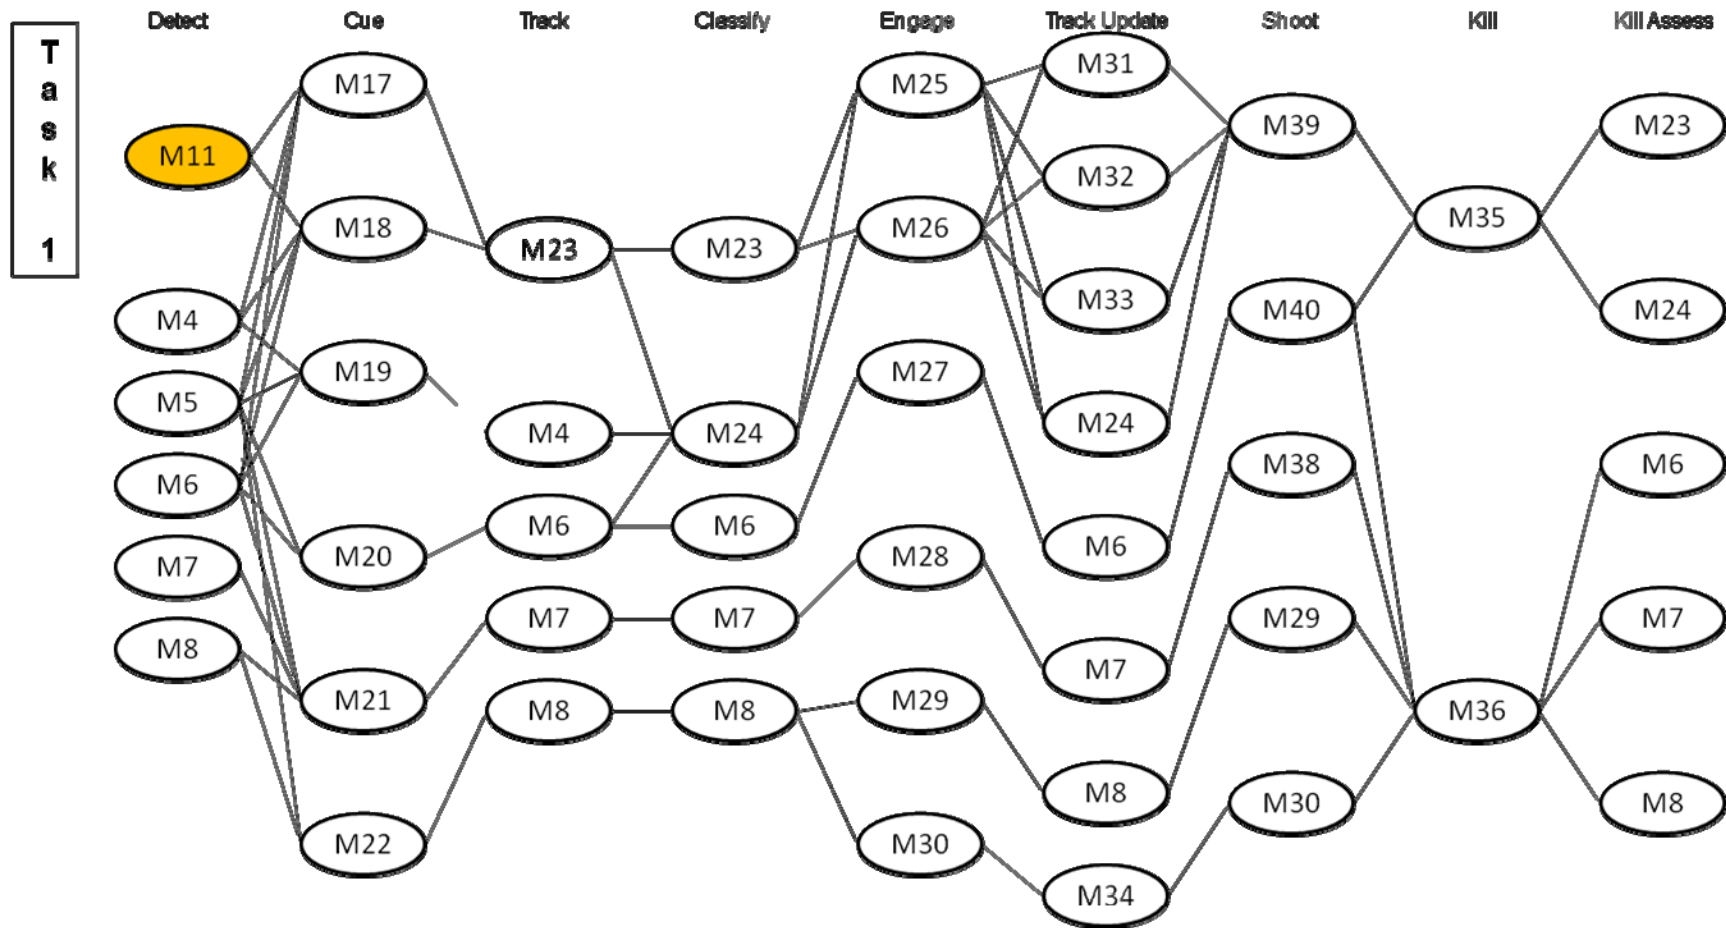 Detect Cue Track Classify Engage Track Update Shoot Kill Kill Assess
Task 1
M11
M4
M5
M6
M7
M8
M17
M18
M19
M20
M21
M22
M23
M4
M6
M7
M8
M23
M24
M6
M7
M8
M25
M26
M27
M28
M29
M30
M31
M32
M33
M24
M6
M7
M8
M34
M39
M40
M38
M29
M30
M35
M36
M23
M24
M6
M7
M8